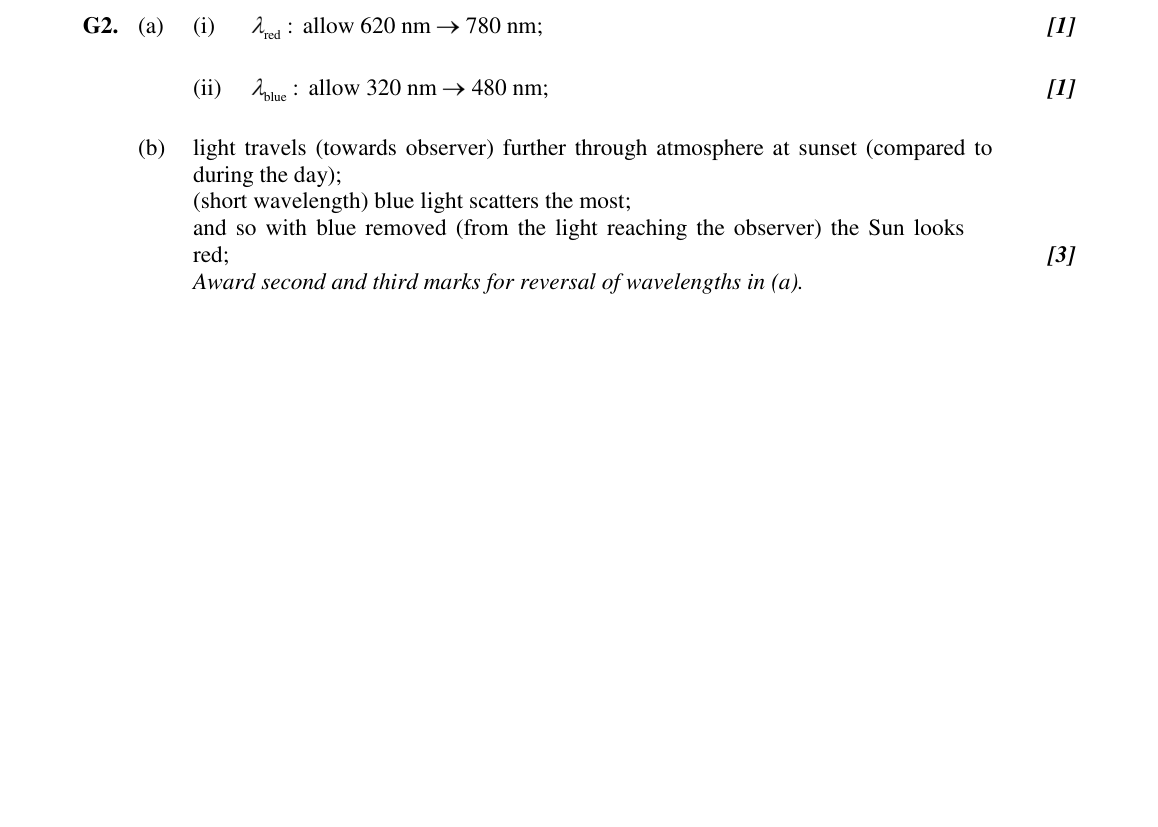 G2. (a) (i) λred : allow 620 nm → 780 nm; [1]
(ii) λblue : allow 320 nm → 480 nm; [1]
(b) light travels (towards observer) further through atmosphere at sunset (compared to
during the day);
(short wavelength) blue light scatters the most;
and so with blue removed (from the light reaching the observer) the Sun looks
red; [3]
Award second and third marks for reversal of wavelengths in (a).